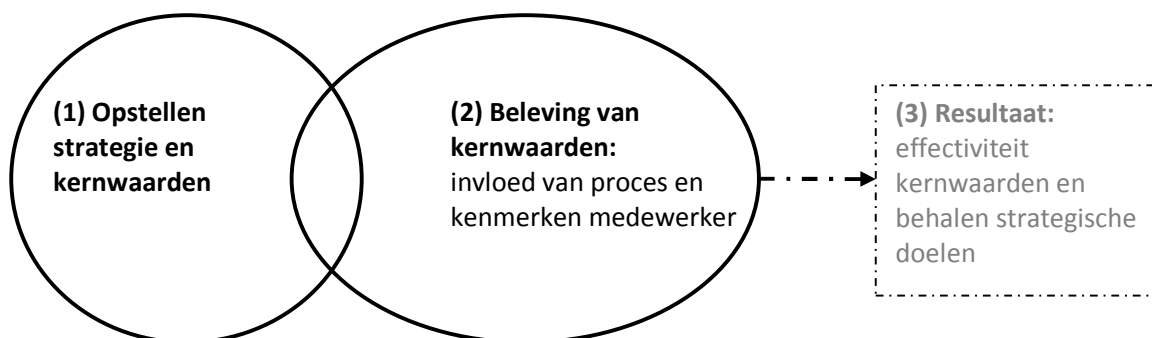 (1) Opstellen
strategie en
kernwaarden
(2) Beleving van
kernwaarden:
invloed van proces en
kenmerken medewerker
(3) Resultaat:
effectiviteit
kernwaarden en
behalen strategische
doelen